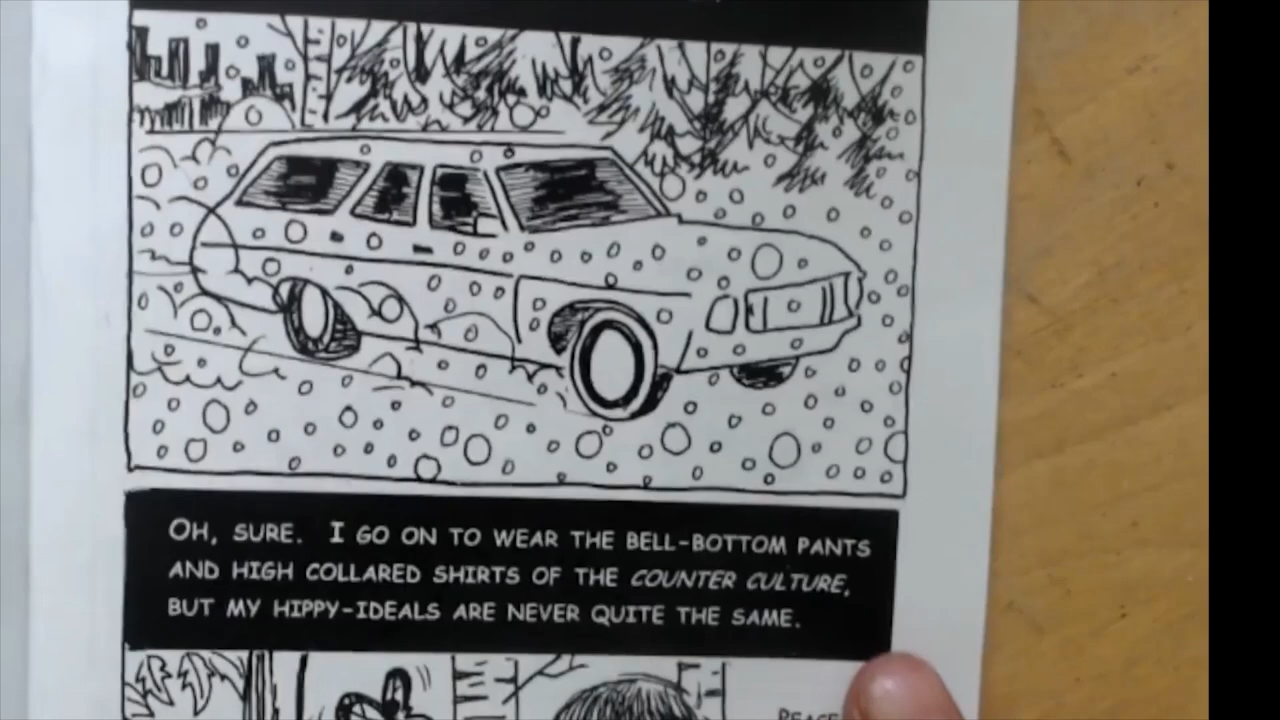 OH, SURE. I GO ON TO WEAR THE BELL-BOTTOM PANTS
AND HIGH COLLARED SHIRTS OF THE COUNTER CULTURE,
BUT MY HIPPY-IDEALS ARE NEVER QUITE THE SAME.
PEACE